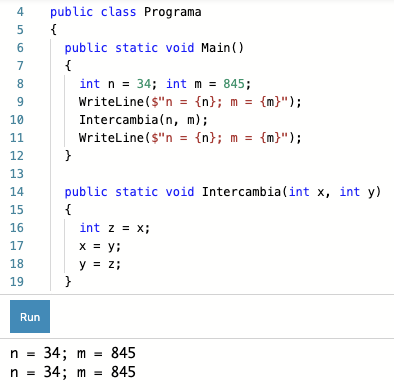 4 public class Programa
5 {
6 public static void Main()
7 {
8 int n = 34; int m = 845;
9 WriteLine($"n = {n}; m = {m}");
10 Intercambia(n, m);
11 WriteLine($"n = {n}; m = {m}");
12 }
13
14 public static void Intercambia(int x, int y)
15 {
16 int z = x;
17 x = y;
18 y = z;
19 }
Run
n = 34; m = 845
n = 34; m = 845